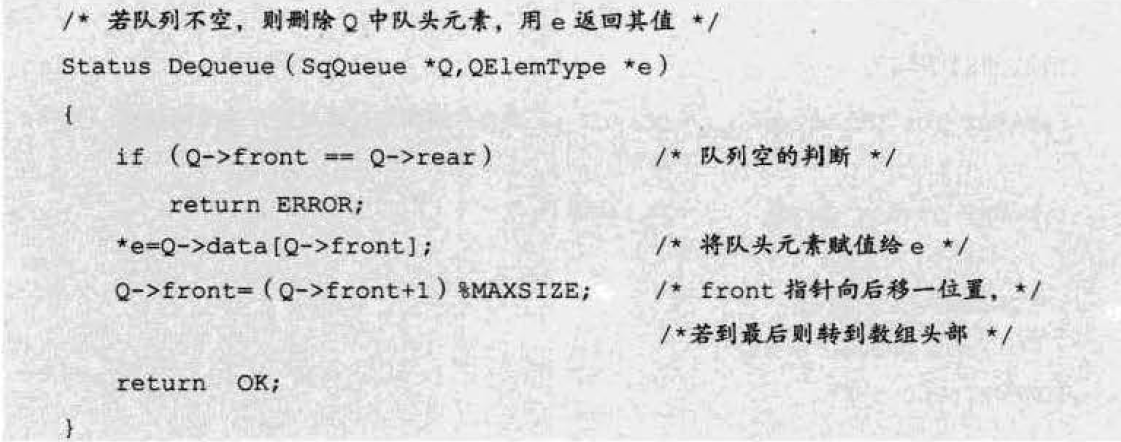 /* 若队列不空，则删除 Q 中队头元素，用 e 返回其值 */
Status DeQueue（SqQueue *Q,QElemType *e）
{
if （Q->front == Q->rear） /* 队列空的判断 */
return ERROR;
*e=Q->data[Q->front]; /* 将队头元素赋值给 e */
Q->front=（Q->front+1）%MAXSIZE; /* front 指针向后移一位置，*/
/*若到最后则转到数组头部 */
return OK;
}